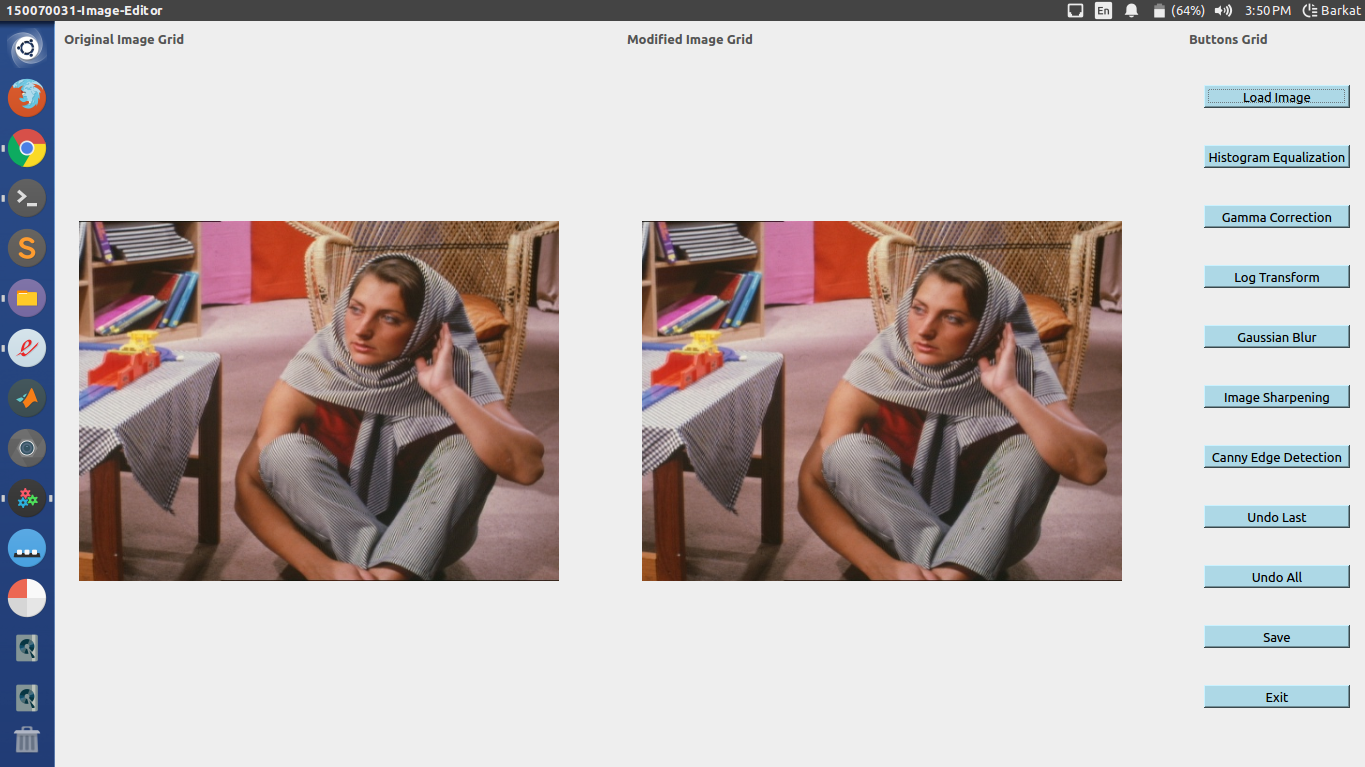 150070031-Image-Editor
En
(64%)
3:50 PM
Barkat
Original Image Grid
Modified Image Grid
Buttons Grid
Load Image
Histogram Equalization
Gamma Correction
Log Transform
Gaussian Blur
Image Sharpening
Canny Edge Detection
Undo Last
Undo All
Save
Exit